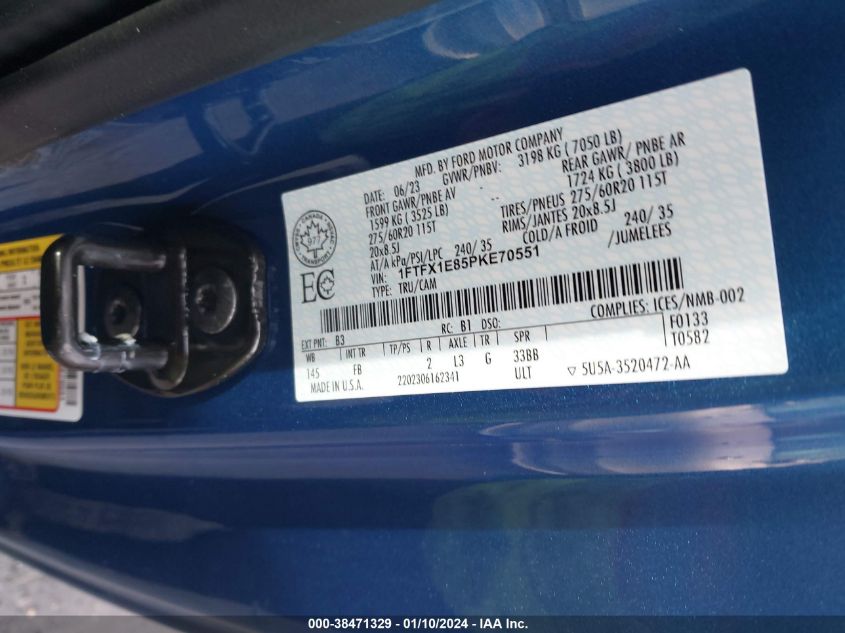 MFD. BY FORD MOTOR COMPANY
DATE: 06/23 GVWR/PNBV: 3198 KG ( 7050 LB)
FRONT GAWR/PNBE AV REAR GAWR/ PNBE AR
1599 KG ( 3525 LB) 1724 KG ( 3800 LB)
275/60R20 115T TIRES/PNEUS 275/60R20 115T
20x8.5J RIMS/JANTES 20x8.5J
AT/A kPa/PSI/LPC 240/ 35 COLD/A FROID 240/ 35
VIN: 1FTFX1E85PKE70551 /JUMELEES
TYPE: TRU/CAM
CANADA
977
EC
COMPLIES: ICES/NMB-002
EXT PNT: B3 RC: B1 DSO: F0133
WB INT TR TP/PS R AXLE TR SPR T0582
145 FB 2 L3 G 33BB
MADE IN U.S.A. 2202306162341 ULT ▽ 5U5A-3520472-AA
000-38471329 - 01/10/2024 - IAA Inc.